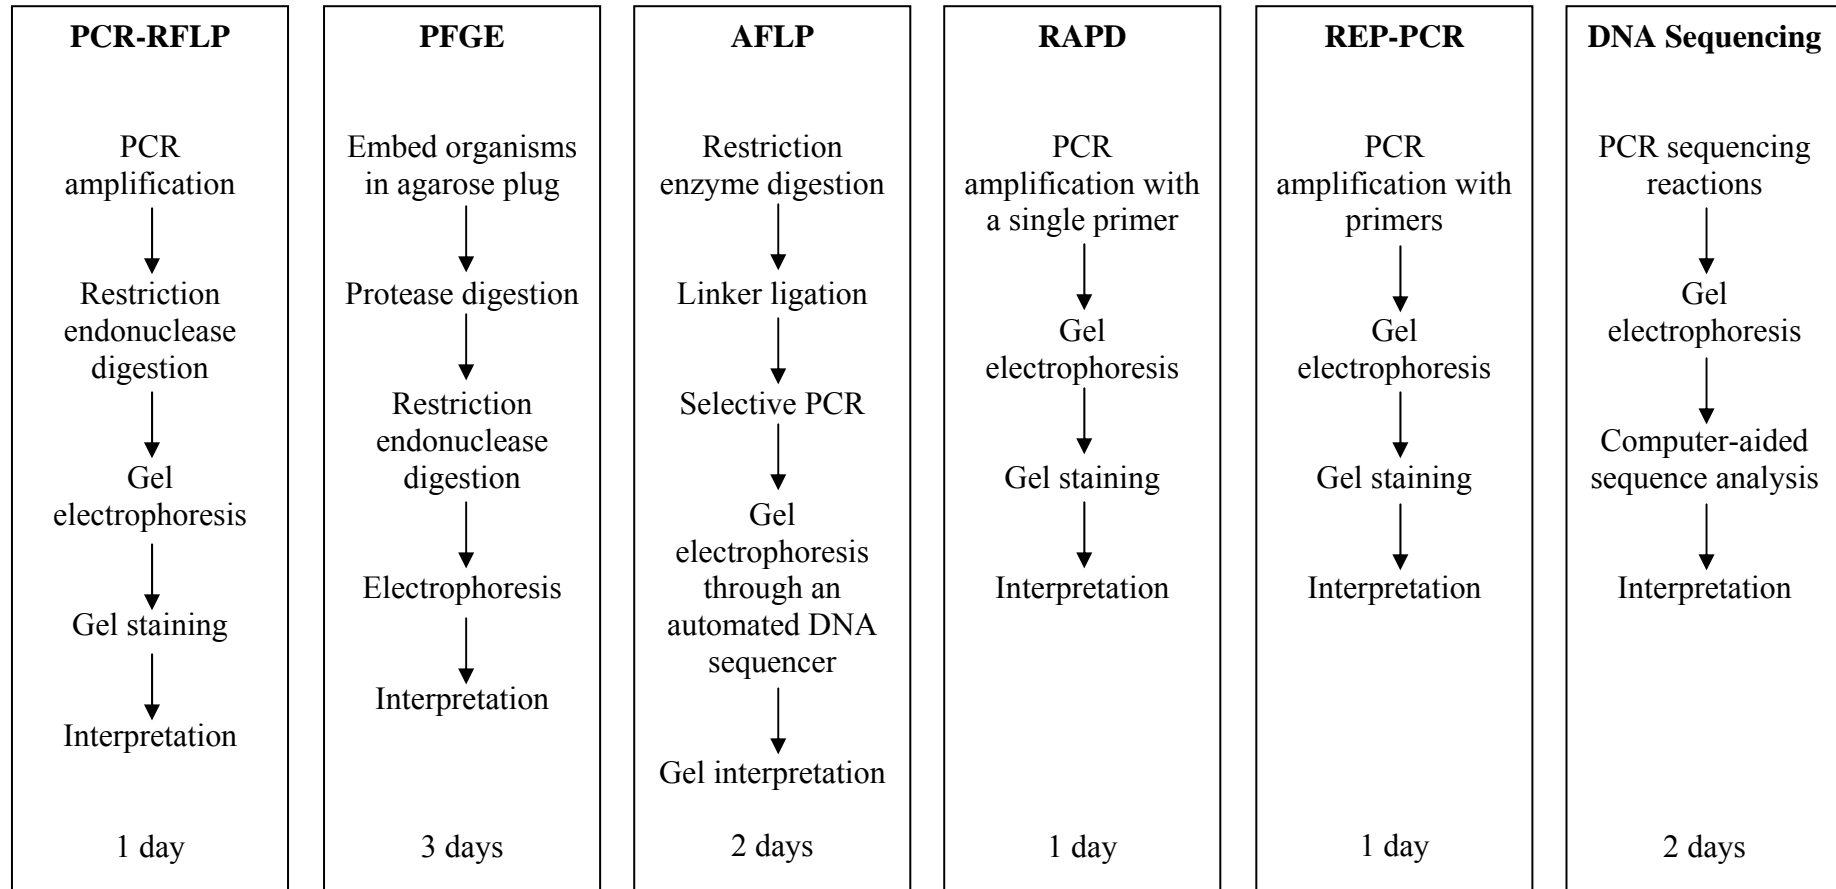 PCR-RFLP
PCR
amplification
Restriction
endonuclease
digestion
Gel
electrophoresis
Gel staining
Interpretation
1 day
PFGE
Embed organisms
in agarose plug
Protease digestion
Restriction
endonuclease
digestion
Electrophoresis
Interpretation
3 days
AFLP
Restriction
enzyme digestion
Linker ligation
Selective PCR
Gel
electrophoresis
through an
automated DNA
sequencer
Gel interpretation
2 days
RAPD
PCR
amplification with
a single primer
Gel
electrophoresis
Gel staining
Interpretation
1 day
REP-PCR
PCR
amplification with
primers
Gel
electrophoresis
Gel staining
Interpretation
1 day
DNA Sequencing
PCR sequencing
reactions
Gel
electrophoresis
Computer-aided
sequence analysis
Interpretation
2 days